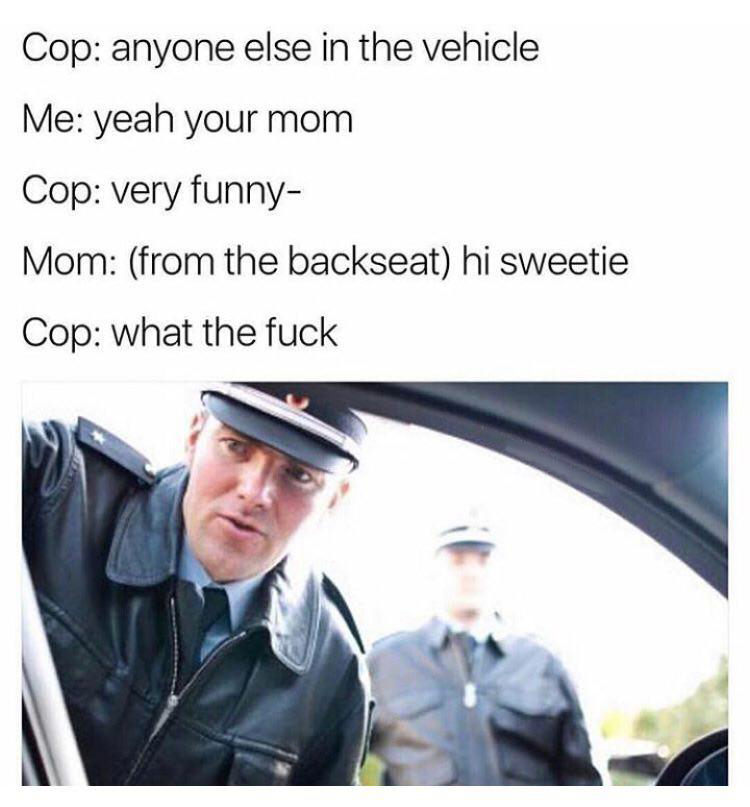 Cop: anyone else in the vehicle
Me: yeah your mom
Cop: very funny-
Mom: (from the backseat) hi sweetie
Cop: what the fuck